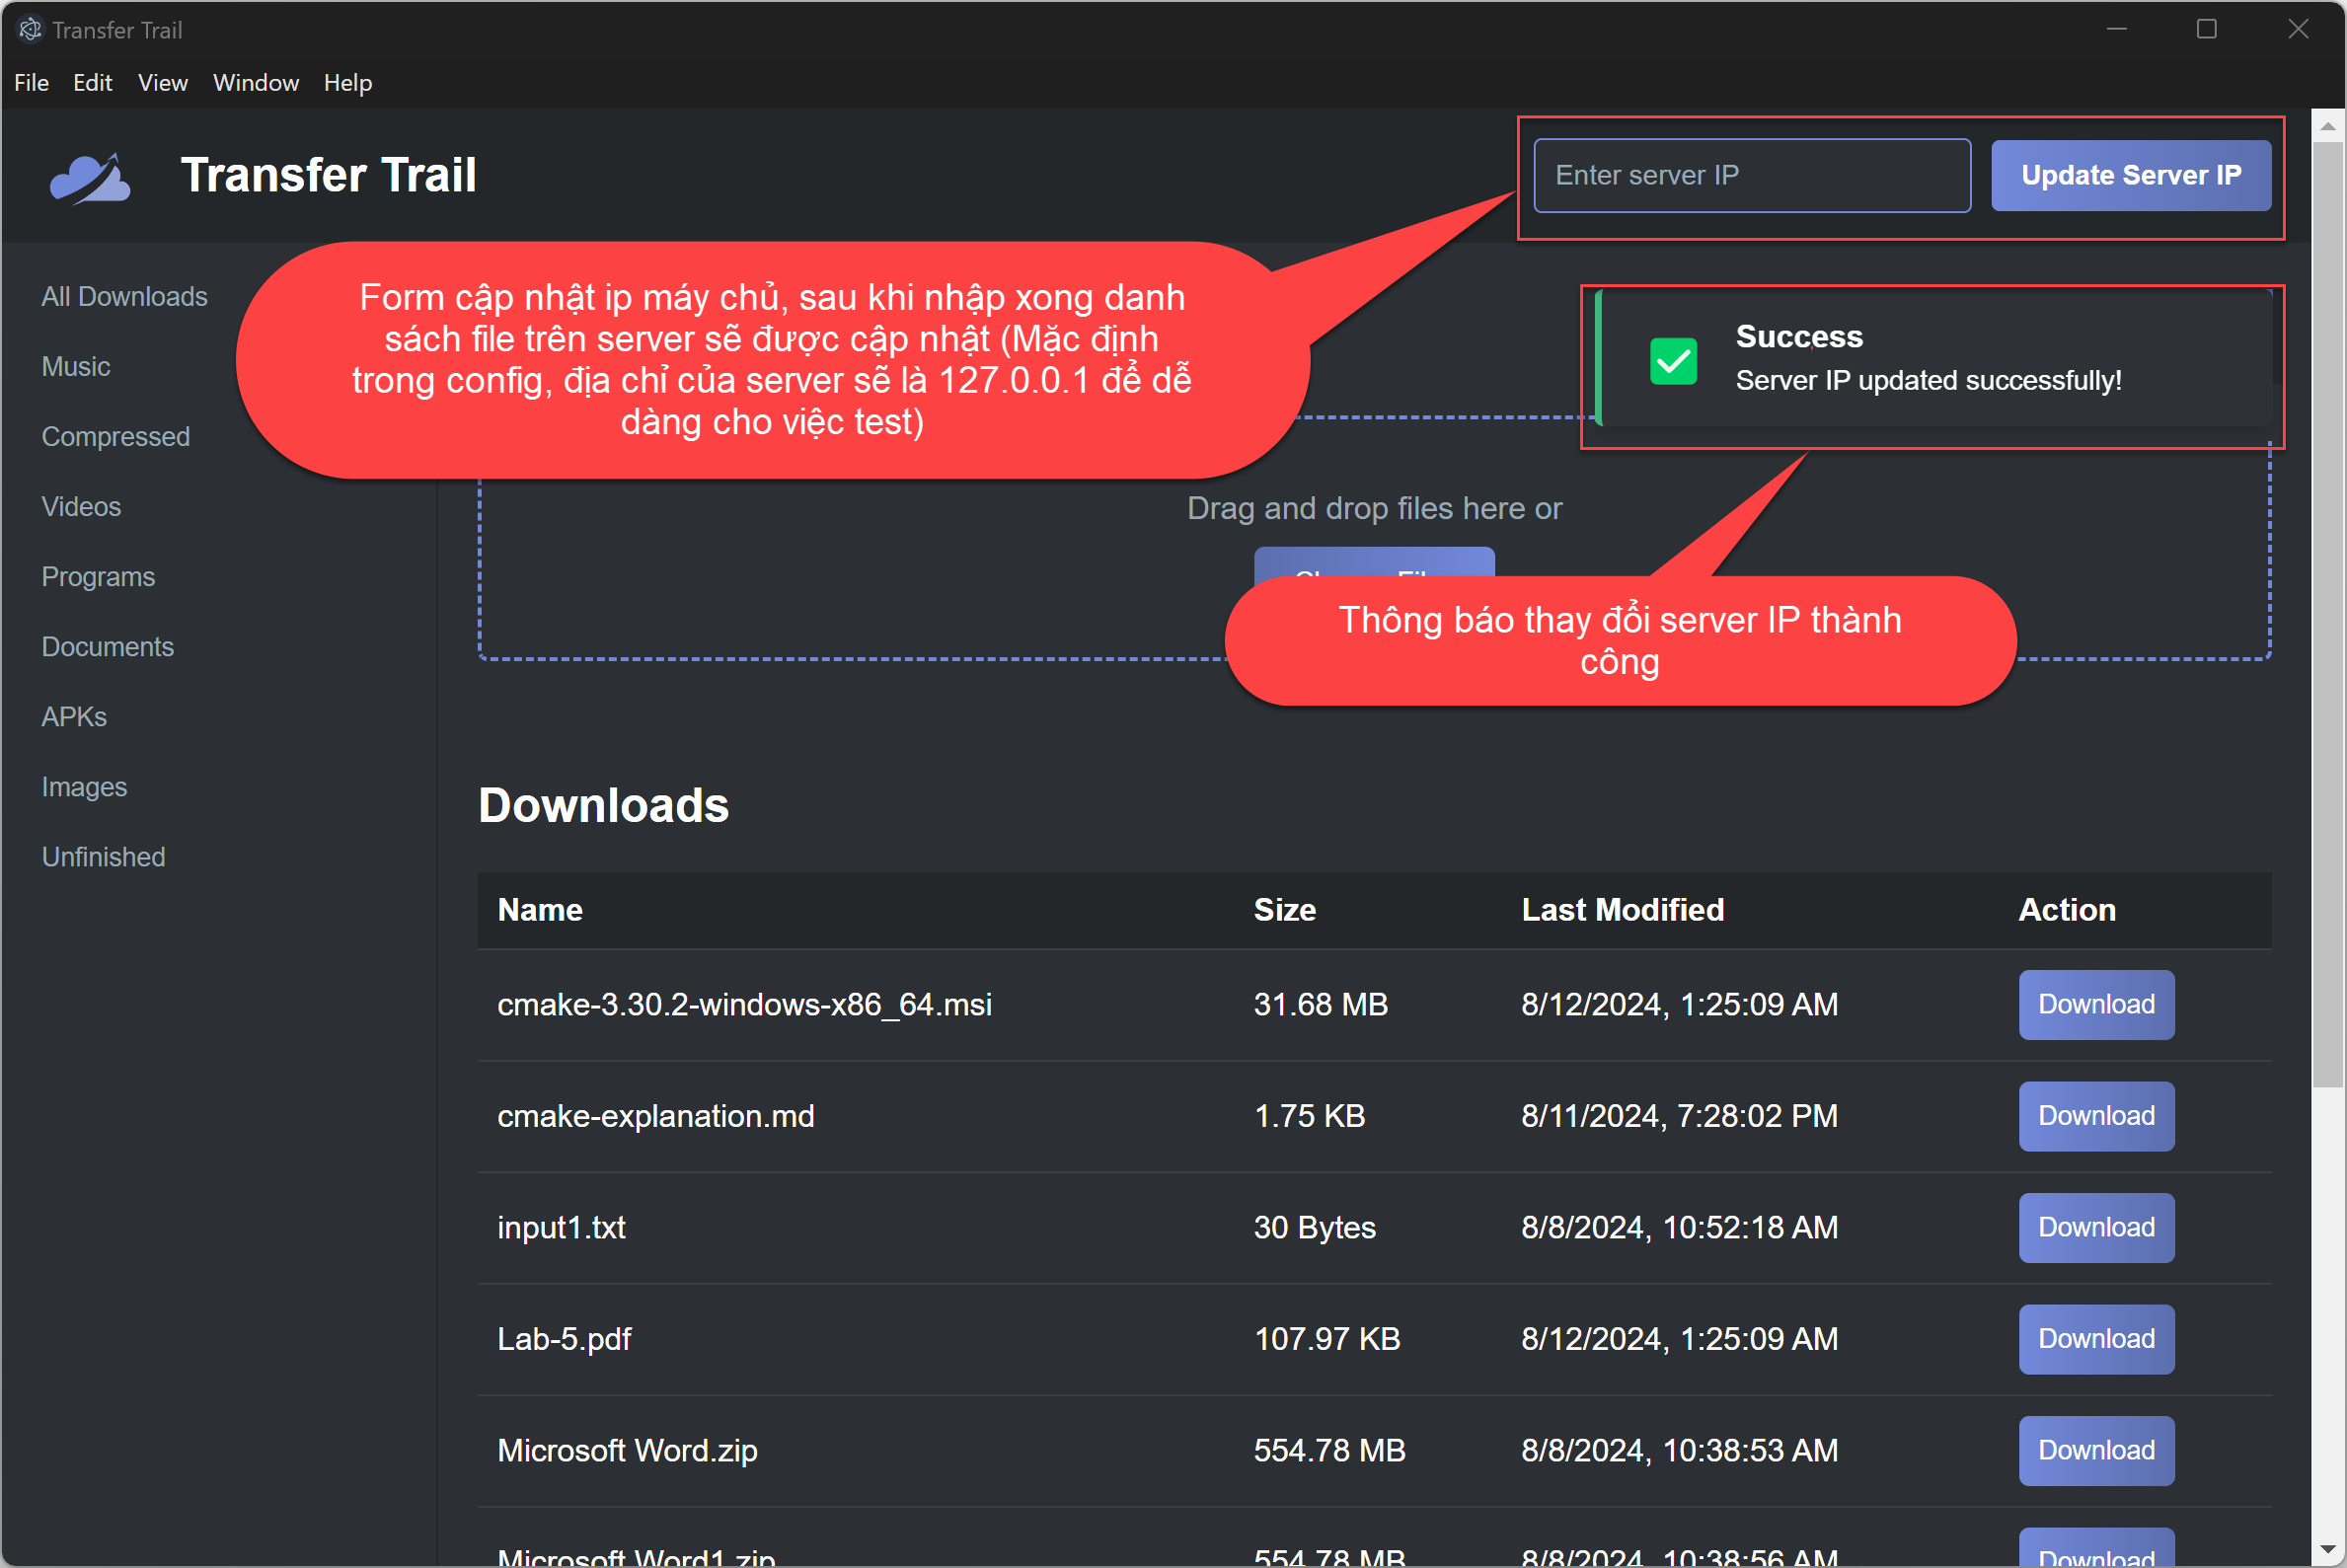 Transfer Trail
File Edit View Window Help
Transfer Trail
Enter server IP
Update Server IP
All Downloads
Music
Compressed
Videos
Programs
Documents
APKs
Images
Unfinished
Form cập nhật ip máy chủ, sau khi nhập xong danh
sách file trên server sẽ được cập nhật (Mặc định
trong config, địa chỉ của server sẽ là 127.0.0.1 để dễ
dàng cho việc test)
Success
Server IP updated successfully!
Drag and drop files here or
Thông báo thay đổi server IP thành
công
Downloads
Name Size Last Modified Action
cmake-3.30.2-windows-x86_64.msi 31.68 MB 8/12/2024, 1:25:09 AM Download
cmake-explanation.md 1.75 KB 8/11/2024, 7:28:02 PM Download
input1.txt 30 Bytes 8/8/2024, 10:52:18 AM Download
Lab-5.pdf 107.97 KB 8/12/2024, 1:25:09 AM Download
Microsoft Word.zip 554.78 MB 8/8/2024, 10:38:53 AM Download
Microsoft Word1.zip 554.78 MB 8/8/2024, 10:38:56 AM Download